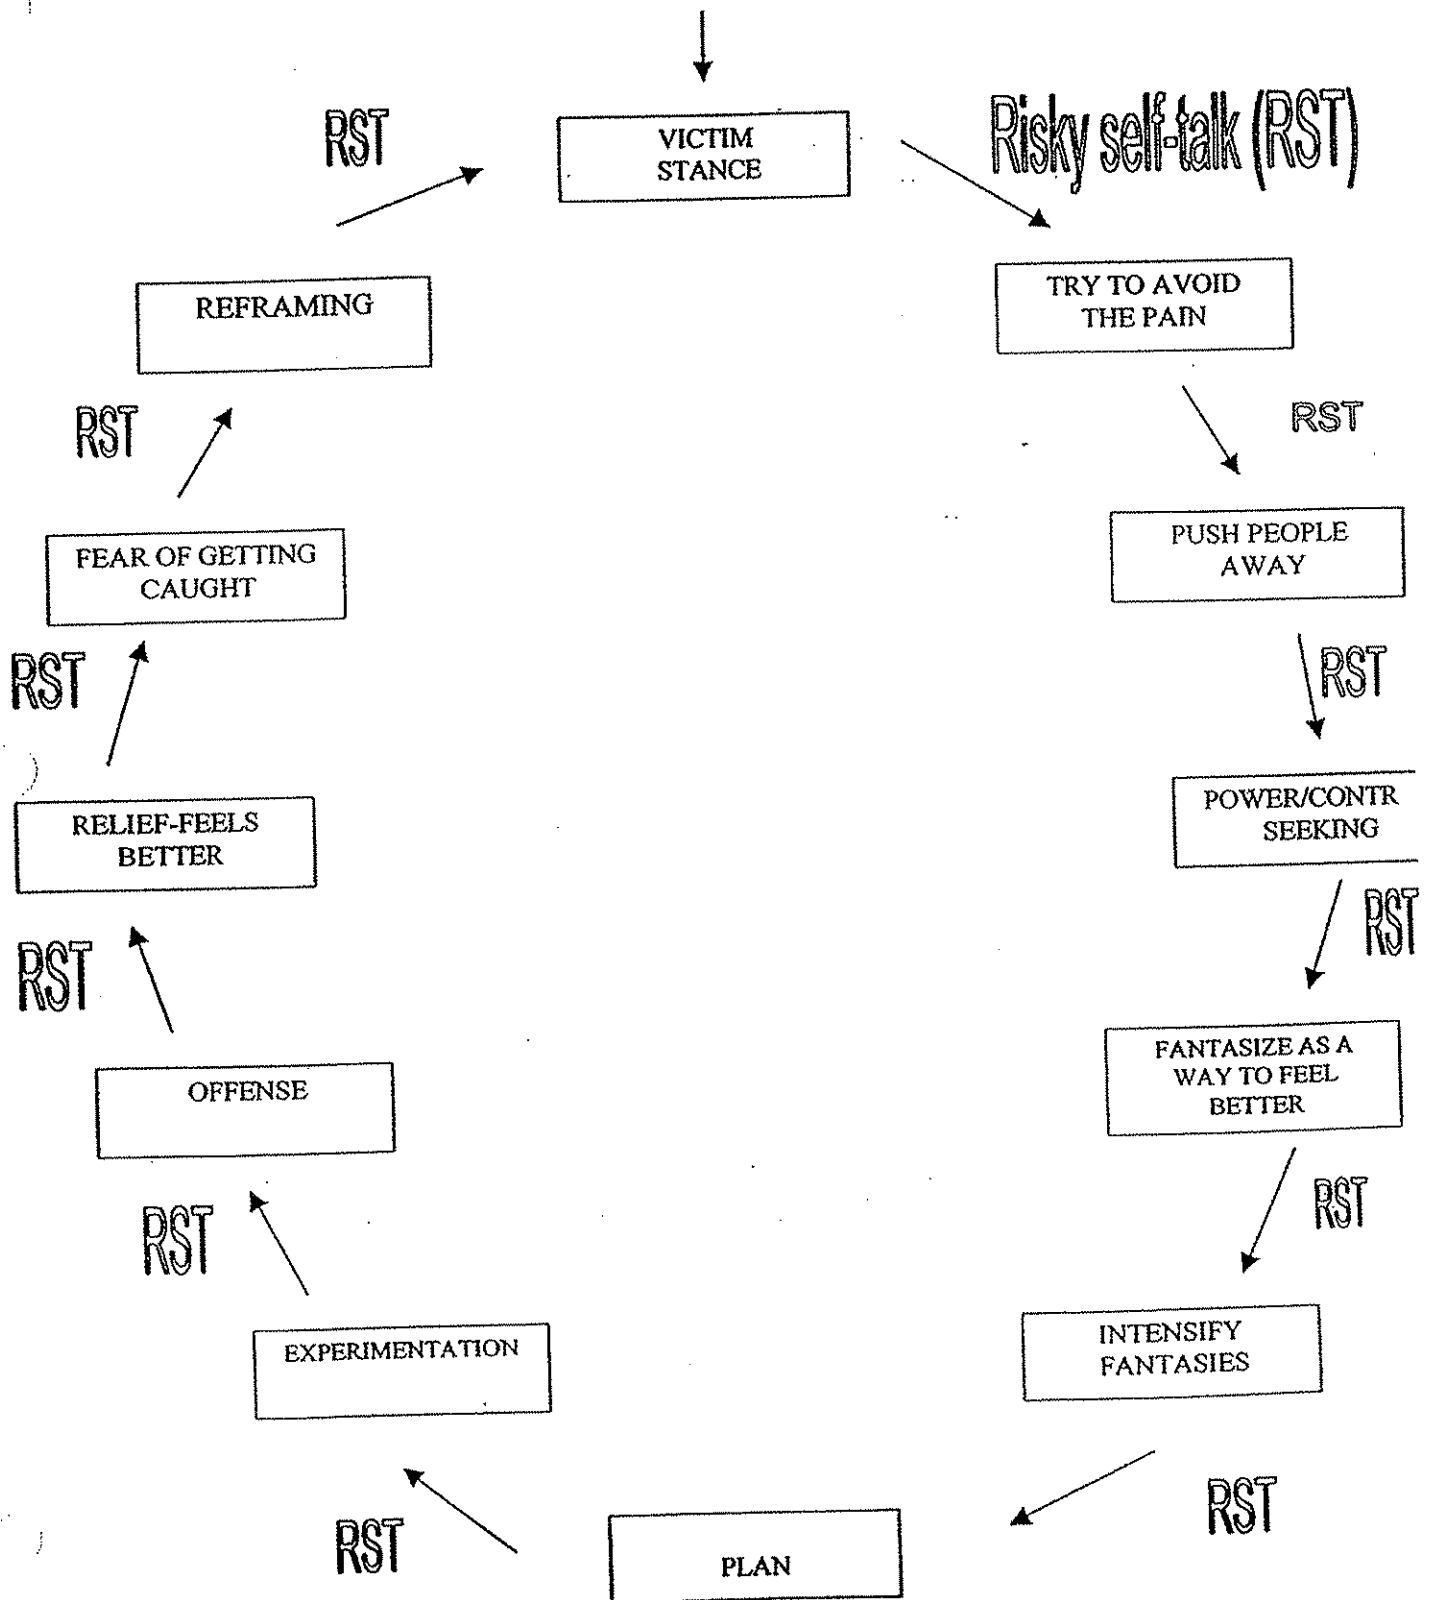 RST
VICTIM
STANCE
Risky self-talk (RST)
REFRAMING
TRY TO AVOID
THE PAIN
RST
RST
FEAR OF GETTING
CAUGHT
PUSH PEOPLE
AWAY
RST
RST
RELIEF-FEELS
BETTER
POWER/CONTR
SEEKING
RST
RST
OFFENSE
FANTASIZE AS A
WAY TO FEEL
BETTER
RST
RST
EXPERIMENTATION
INTENSIFY
FANTASIES
RST
RST
PLAN